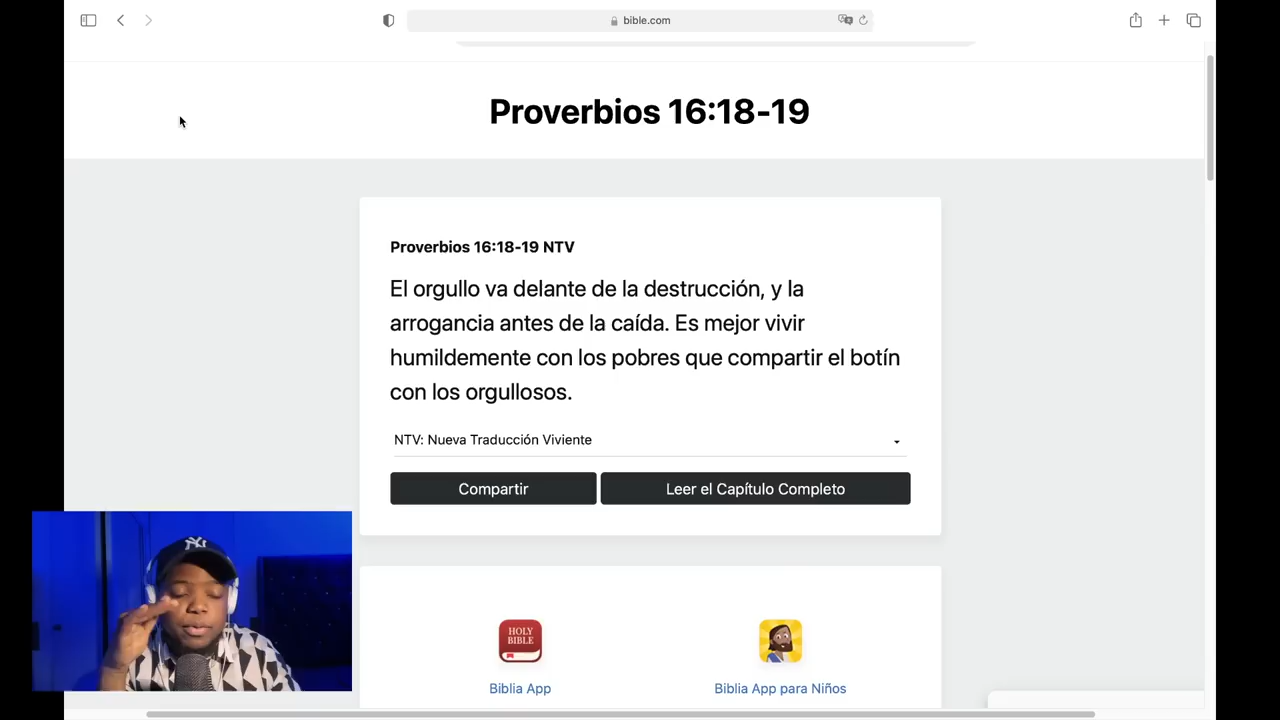 bible.com
Proverbios 16:18-19
Proverbios 16:18-19 NTV
El orgullo va delante de la destrucción, y la
arrogancia antes de la caída. Es mejor vivir
humildemente con los pobres que compartir el botín
con los orgullosos.
NTV: Nueva Traducción Viviente
Compartir
Leer el Capítulo Completo
NY
HOLY
BIBLE
Biblia App
Biblia App para Niños